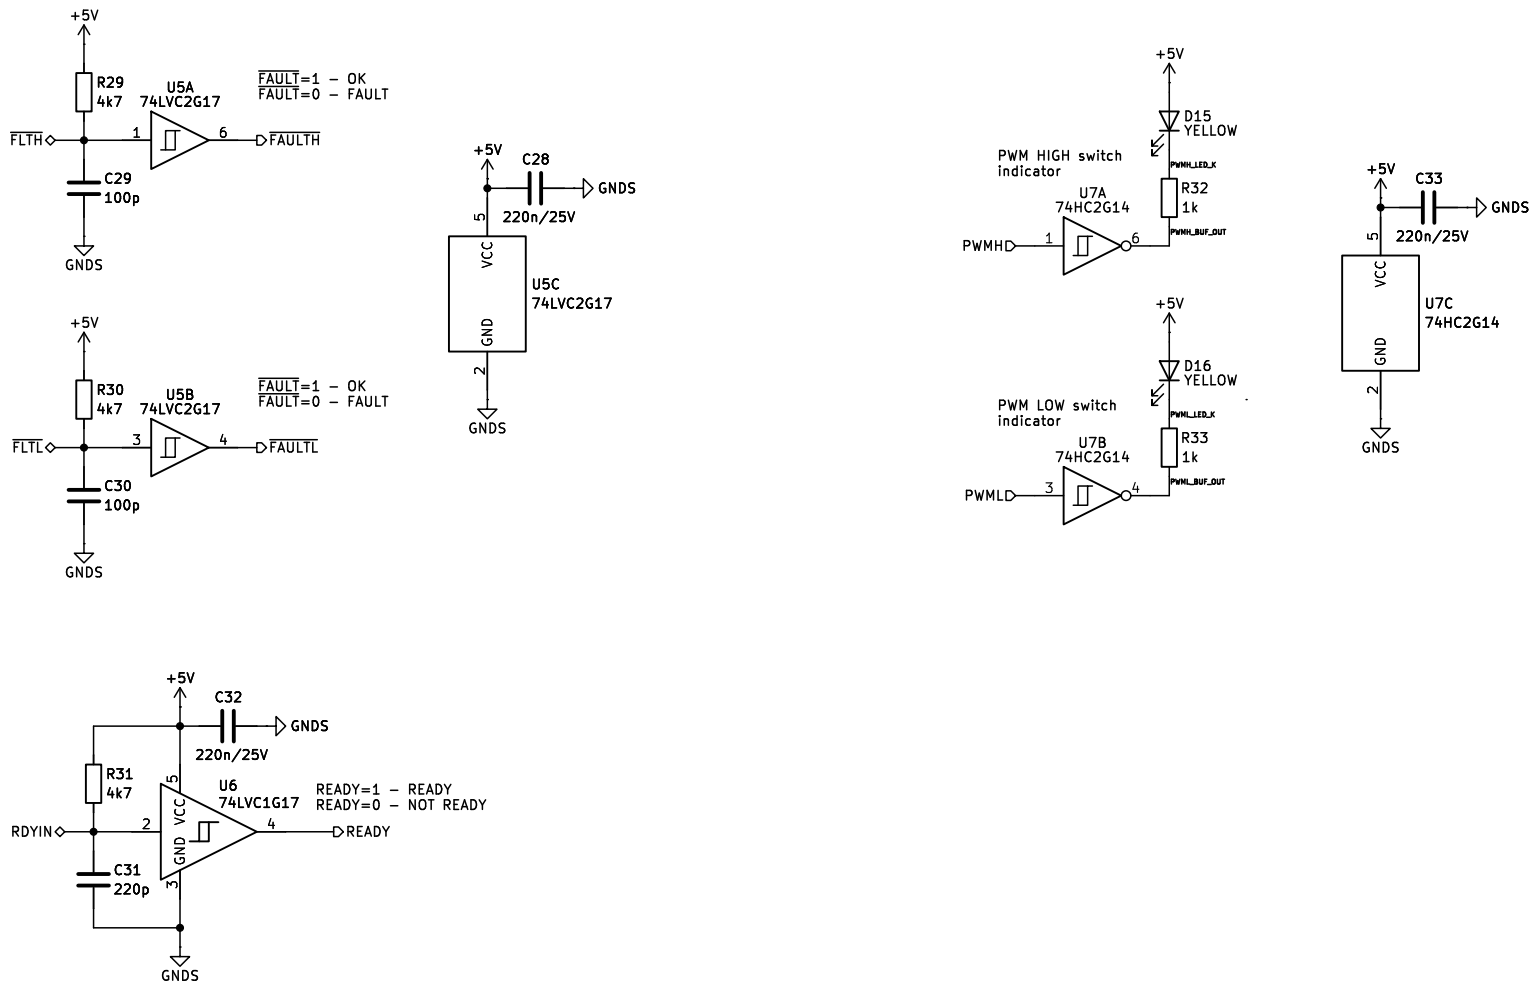 +5V
R29
4k7
U5A
74LVC2G17
FAULT=1 – OK
FAULT=0 – FAULT
FLTH
1
6
FAULTH
C29
100p
GNDS
+5V
C28
GNDS
220n/25V
5
VCC
U5C
74LVC2G17
GND
2
GNDS
+5V
R30
4k7
U5B
74LVC2G17
FAULT=1 – OK
FAULT=0 – FAULT
FLTL
3
4
FAULTL
C30
100p
GNDS
+5V
C32
GNDS
220n/25V
R31
4k7
5
VCC
U6
74LVC1G17
READY=1 – READY
READY=0 – NOT READY
RDYIN
2
4
READY
GND
C31
220p
3
GNDS
+5V
D15
YELLOW
PWM HIGH switch
indicator
PWMH_LED_K
U7A
74HC2G14
R32
1k
PWMH_BUF_OUT
PWMH
1
6
+5V
D16
YELLOW
PWM LOW switch
indicator
PWML_LED_K
U7B
74HC2G14
R33
1k
PWML_BUF_OUT
PWML
3
4
+5V
C33
GNDS
220n/25V
5
VCC
U7C
74HC2G14
GND
2
GNDS